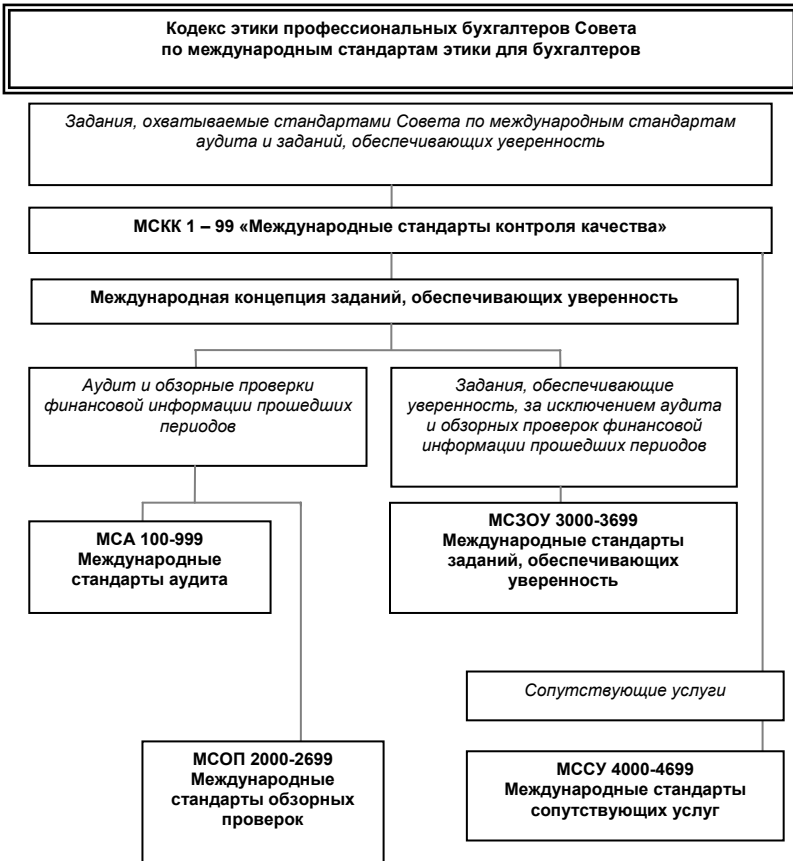 Кодекс этики профессиональных бухгалтеров Совета
по международным стандартам этики для бухгалтеров
Задания, охватываемые стандартами Совета по международным стандартам
аудита и заданий, обеспечивающих уверенность
МСКК 1 – 99 «Международные стандарты контроля качества»
Международная концепция заданий, обеспечивающих уверенность
Аудит и обзорные проверки
финансовой информации прошедших
периодов
Задания, обеспечивающие
уверенность, за исключением аудита
и обзорных проверок финансовой
информации прошедших периодов
МСА 100-999
Международные
стандарты аудита
МСЗОУ 3000-3699
Международные стандарты
заданий, обеспечивающих
уверенность
Сопутствующие услуги
МСОП 2000-2699
Международные
стандарты обзорных
проверок
МССУ 4000-4699
Международные стандарты
сопутствующих услуг